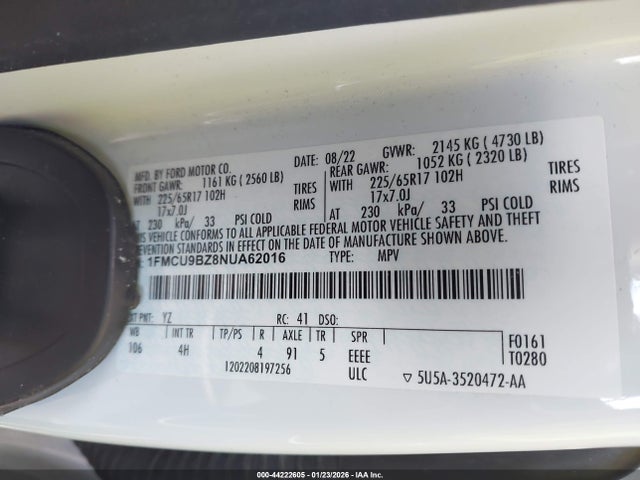 MFD. BY FORD MOTOR CO.
DATE: 08/22 GVWR: 2145 KG ( 4730 LB)
FRONT GAWR: 1161 KG ( 2560 LB)
REAR GAWR: 1052 KG ( 2320 LB)
WITH 225/65R17 102H TIRES
17x7.0J RIMS
AT 230 kPa/ 33 PSI COLD
WITH 225/65R17 102H TIRES
17x7.0J RIMS
AT 230 kPa/ 33 PSI COLD
THIS VEHICLE CONFORMS TO ALL APPLICABLE FEDERAL MOTOR VEHICLE SAFETY AND THEFT
PREVENTION STANDARDS IN EFFECT ON THE DATE OF MANUFACTURE SHOWN ABOVE.
1FMCU9BZ8NUA62016 TYPE: MPV
EXT PNT: YZ RC: 41 DSO:
WB INT TR TP/PS R AXLE TR SPR
106 4H 4 91 5 EEEE
1202208197256 ULC
F0161
T0280
5U5A-3520472-AA
000-44222605 - 01/23/2026 - IAAI.COM